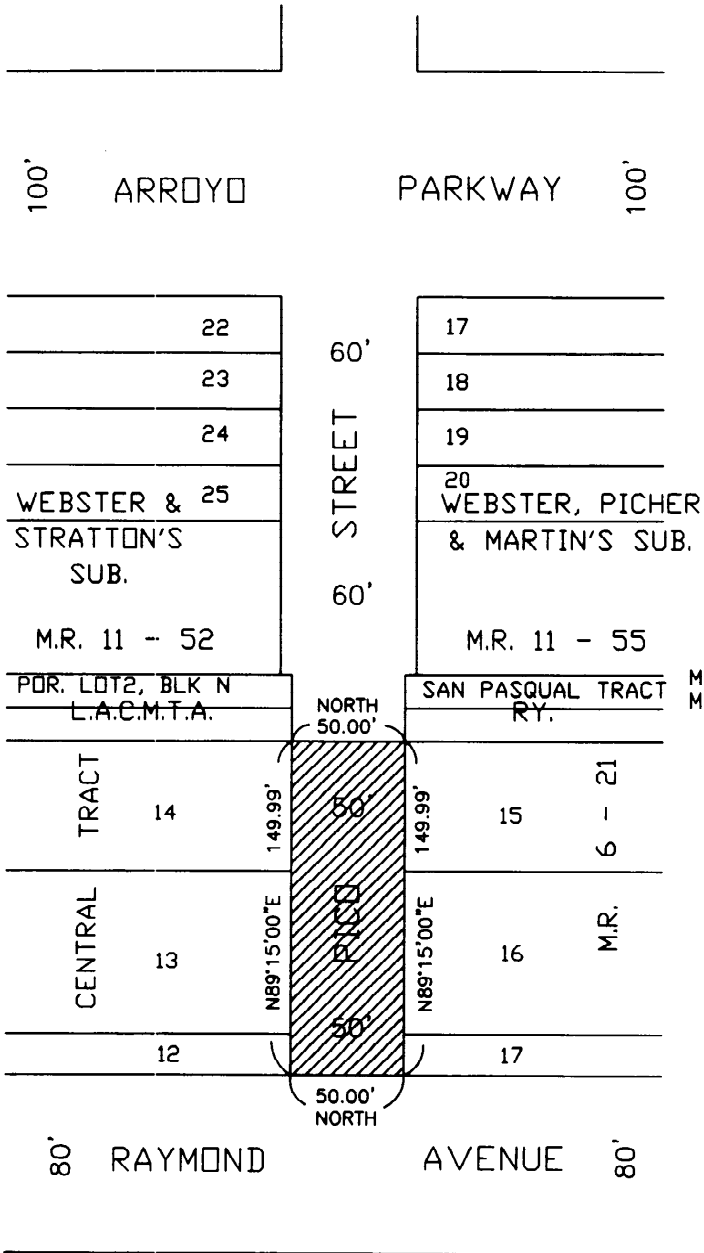 100'
ARROYO PARKWAY
100'
22
17
60'
23
18
24
19
STREET
20
25
WEBSTER &
STRATTON'S
SUB.
WEBSTER, PICHER
& MARTIN'S SUB.
60'
M.R. 11 - 52
M.R. 11 - 55
POR. LOT2, BLK N
L.A.C.M.T.A.
SAN PASQUAL TRACT
RY.
M
M
NORTH
50.00'
TRACT
14
149.99'
50'
149.99'
15
M.R. 6 - 21
CENTRAL
13
N89°15'00"E
PICO
N89°15'00"E
16
50'
12
17
50.00'
NORTH
80'
RAYMOND AVENUE
80'